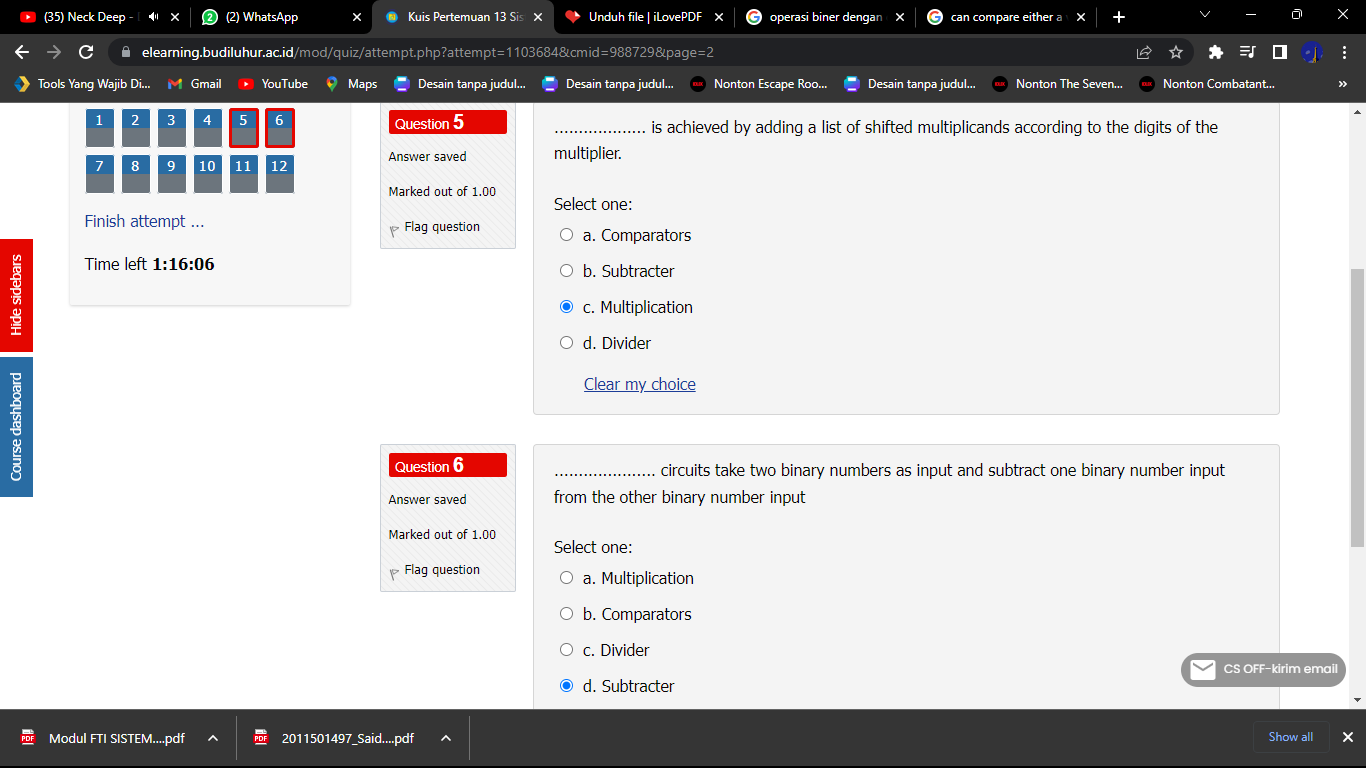 (35) Neck Deep -
(2) WhatsApp
Kuis Pertemuan 13 Sis
Unduh file | iLovePDF
operasi biner dengan
can compare either a
elearning.budiluhur.ac.id/mod/quiz/attempt.php?attempt=1103684&cmid=988729&page=2
Tools Yang Wajib Di...
Gmail
YouTube
Maps
Desain tanpa judul...
Desain tanpa judul...
Nonton Escape Roo...
Desain tanpa judul...
Nonton The Seven...
Nonton Combatant...
»
1 2 3 4 5 6
7 8 9 10 11 12
Finish attempt ...
Time left 1:16:06
Hide sidebars
Course dashboard
Question 5
Answer saved
Marked out of 1.00
Flag question
................... is achieved by adding a list of shifted multiplicands according to the digits of the
multiplier.
Select one:
a. Comparators
b. Subtracter
c. Multiplication
d. Divider
Clear my choice
Question 6
Answer saved
Marked out of 1.00
Flag question
..................... circuits take two binary numbers as input and subtract one binary number input
from the other binary number input
Select one:
a. Multiplication
b. Comparators
c. Divider
d. Subtracter
CS OFF-kirim email
Modul FTI SISTEM....pdf
2011501497_Said....pdf
Show all